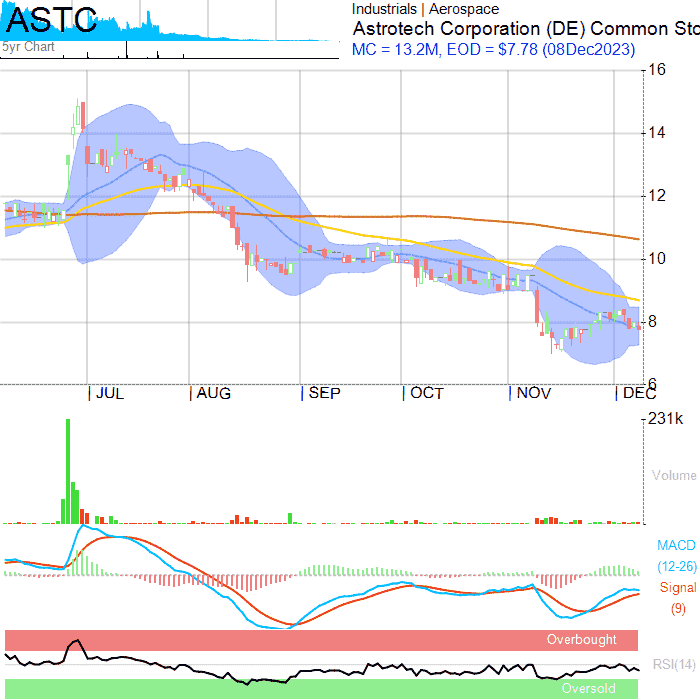 ASTC
5yr Chart
Industrials | Aerospace
Astrotech Corporation (DE) Common Sto
MC = 13.2M, EOD = $7.78 (08Dec2023)
16
14
12
10
8
6
JUL AUG SEP OCT NOV DEC
231k
Volume
MACD
(12-26)
Signal
(9)
Overbought
RSI(14)
Oversold